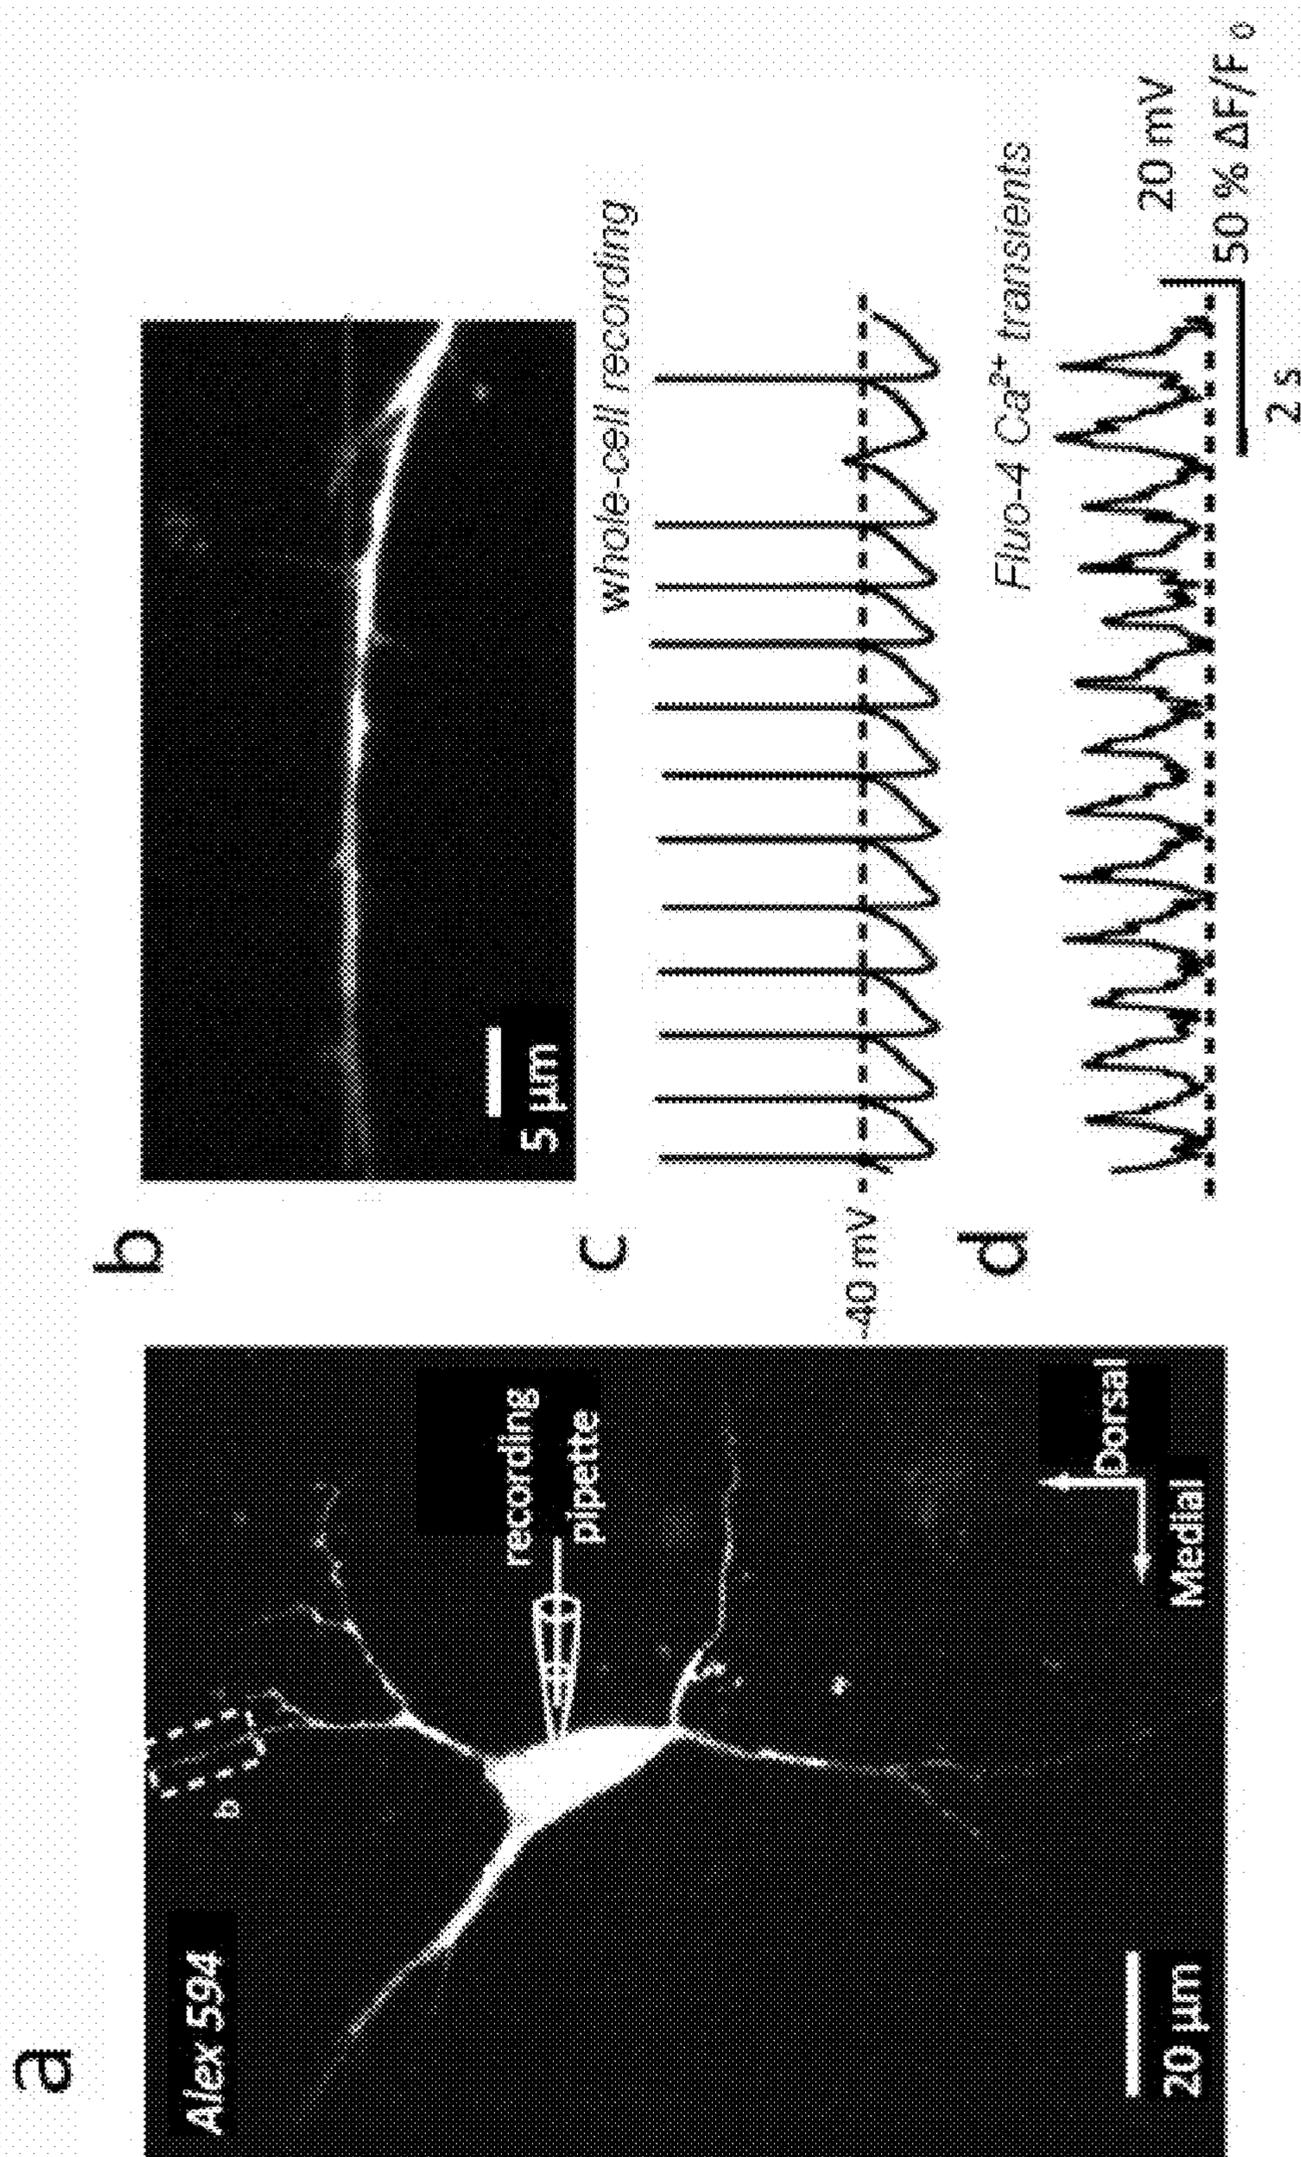 a
Alex 594
b
recording
pipette
20 µm
Medial
Dorsal
b
5 µm
c
whole-cell recording
-40 mV
d
Fluo-4 Ca²⁺ transients
20 mV
50 % ΔF/F₀
2 s